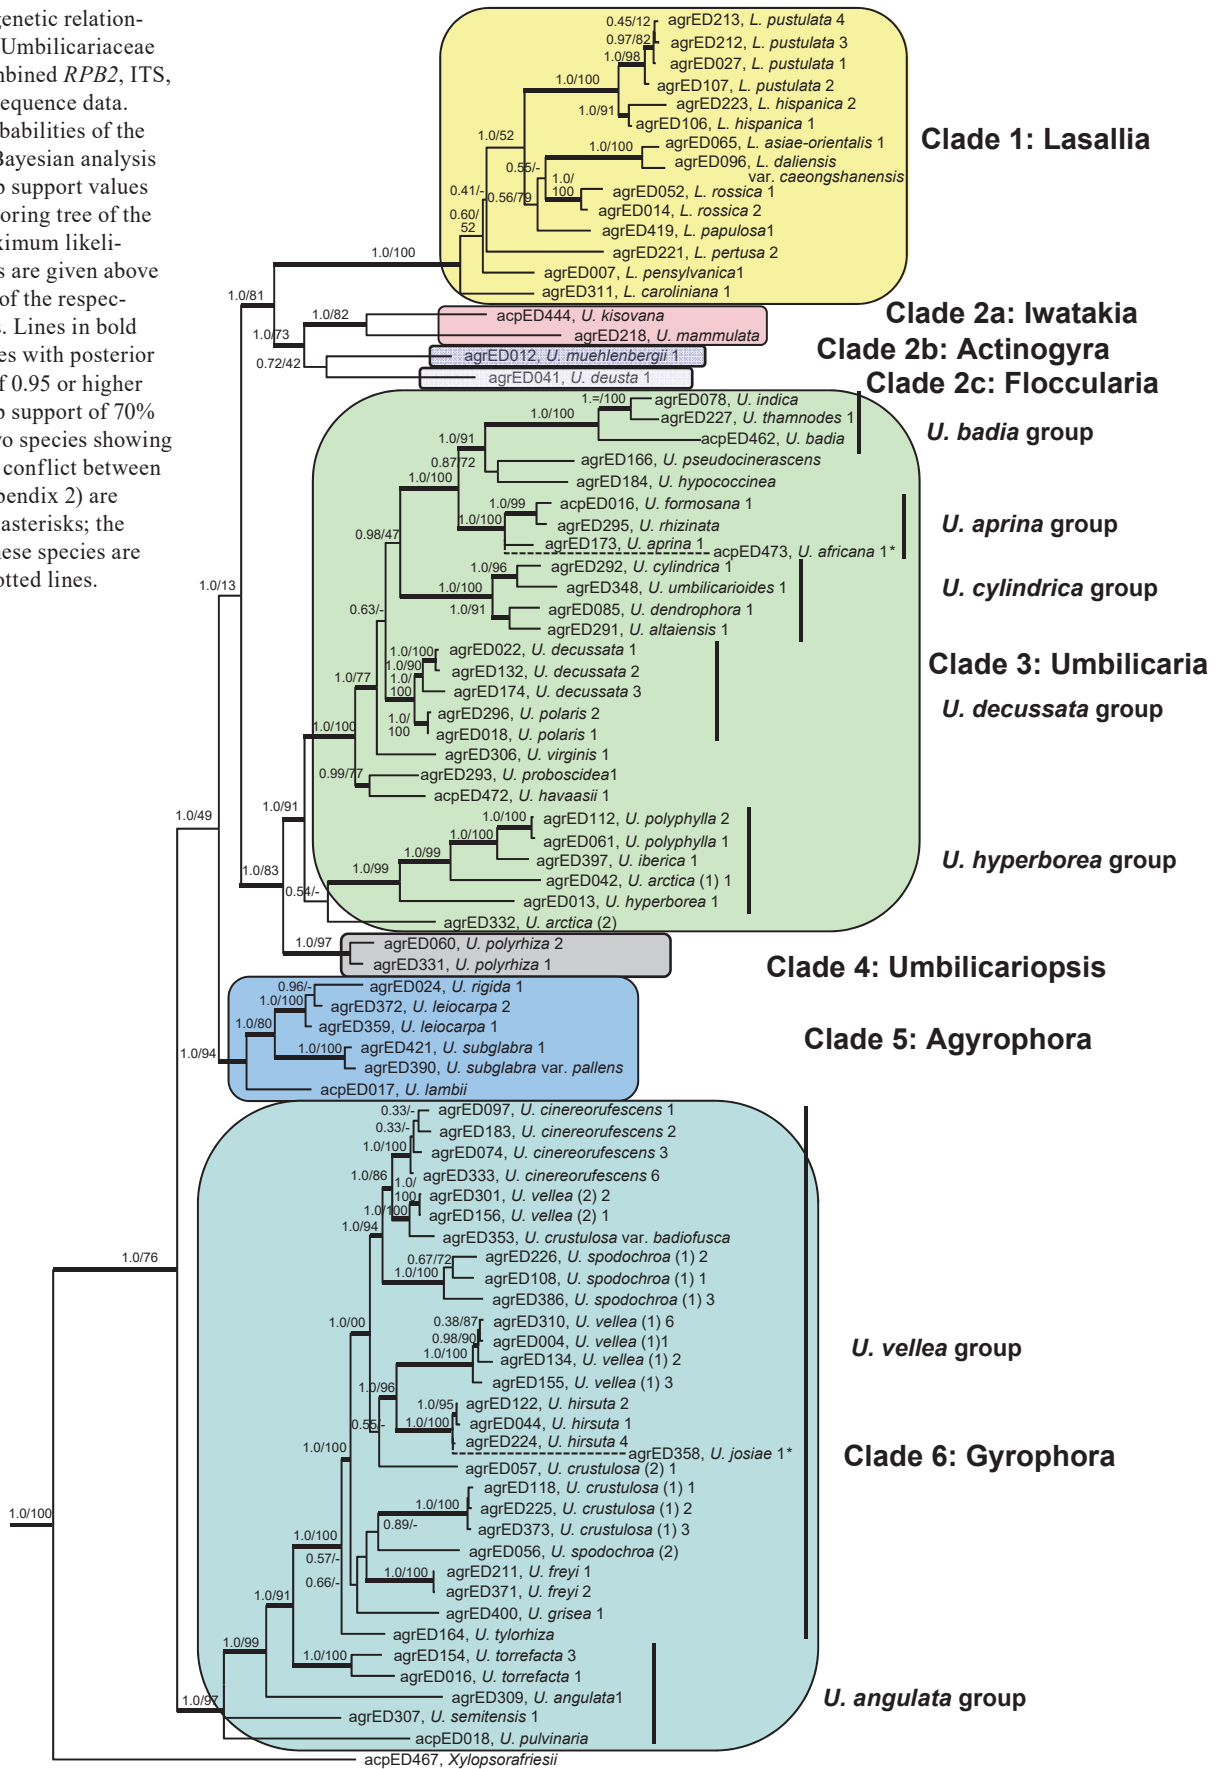 genetic relation-
Umbilicariaceae
nbined RPB2, ITS,
equence data.
babilities of the
Bayesian analysis
p support values
oring tree of the
ximum likeli-
s are given above
of the respec-
s. Lines in bold
es with posterior
f 0.95 or higher
p support of 70%
vo species showing
conflict between
pendix 2) are
asterisks; the
hese species are
otted lines.
0.45/12
agrED213, L. pustulata 4
0.97/82
agrED212, L. pustulata 3
1.0/98
agrED027, L. pustulata 1
1.0/100
agrED107, L. pustulata 2
agrED223, L. hispanica 2
1.0/91
agrED106, L. hispanica 1
1.0/52
Clade 1: Lasallia
1.0/100
agrED065, L. asiae-orientalis 1
agrED096, L. daliensis
var. caeongshanensis
0.55/-
1.0/
100
agrED052, L. rossica 1
0.41/-
0.56/79
agrED014, L. rossica 2
0.60/
52
agrED419, L. papulosa1
agrED221, L. pertusa 2
1.0/100
agrED007, L. pensylvanica1
agrED311, L. caroliniana 1
1.0/81
1.0/82
acpED444, U. kisovana
Clade 2a: Iwatakia
1.0/73
agrED218, U. mammulata
0.72/42
agrED012, U. muehlenbergii 1
Clade 2b: Actinogyra
agrED041, U. deusta 1
Clade 2c: Floccularia
1.=/100
agrED078, U. indica
1.0/100
agrED227, U. thamnodes 1
U. badia group
1.0/91
acpED462, U. badia
0.87/72
agrED166, U. pseudocinerascens
1.0/100
agrED184, U. hypococcinea
1.0/99
acpED016, U. formosana 1
1.0/100
agrED295, U. rhizinata
U. aprina group
0.98/47
agrED173, U. aprina 1
acpED473, U. africana 1*
1.0/96
agrED292, U. cylindrica 1
1.0/13
1.0/100
agrED348, U. umbilicarioides 1
U. cylindrica group
0.63/-
1.0/91
agrED085, U. dendrophora 1
agrED291, U. altaiensis 1
1.0/100
agrED022, U. decussata 1
1.0/90
agrED132, U. decussata 2
Clade 3: Umbilicaria
1.0/77
1.0/
100
agrED174, U. decussata 3
1.0/
100
agrED296, U. polaris 2
U. decussata group
1.0/100
agrED018, U. polaris 1
agrED306, U. virginis 1
0.99/77
agrED293, U. proboscidea1
acpED472, U. havaasii 1
1.0/49
1.0/91
1.0/100
agrED112, U. polyphylla 2
1.0/100
agrED061, U. polyphylla 1
1.0/99
agrED397, U. iberica 1
U. hyperborea group
1.0/83
1.0/99
agrED042, U. arctica (1) 1
0.54/-
agrED013, U. hyperborea 1
agrED332, U. arctica (2)
1.0/97
agrED060, U. polyrhiza 2
agrED331, U. polyrhiza 1
Clade 4: Umbilicariopsis
0.96/-
agrED024, U. rigida 1
1.0/100
agrED372, U. leiocarpa 2
1.0/80
agrED359, U. leiocarpa 1
Clade 5: Agyrophora
1.0/94
1.0/100
agrED421, U. subglabra 1
agrED390, U. subglabra var. pallens
acpED017, U. lambii
0.33/-
agrED097, U. cinereorufescens 1
0.33/-
agrED183, U. cinereorufescens 2
1.0/100
agrED074, U. cinereorufescens 3
1.0/86
agrED333, U. cinereorufescens 6
1.0/
100
agrED301, U. vellea (2) 2
1.0/100
agrED156, U. vellea (2) 1
1.0/94
agrED353, U. crustulosa var. badiofusca
1.0/76
0.67/72
agrED226, U. spodochroa (1) 2
1.0/100
agrED108, U. spodochroa (1) 1
agrED386, U. spodochroa (1) 3
1.0/00
0.38/87
agrED310, U. vellea (1) 6
0.98/90
agrED004, U. vellea (1)1
U. vellea group
1.0/100
agrED134, U. vellea (1) 2
agrED155, U. vellea (1) 3
1.0/96
1.0/95
agrED122, U. hirsuta 2
0.55/-
1.0/100
agrED044, U. hirsuta 1
agrED224, U. hirsuta 4
1.0/100
agrED358, U. josiae 1*
Clade 6: Gyrophora
agrED057, U. crustulosa (2) 1
agrED118, U. crustulosa (1) 1
1.0/100
1.0/100
agrED225, U. crustulosa (1) 2
0.89/-
agrED373, U. crustulosa (1) 3
1.0/100
agrED056, U. spodochroa (2)
0.57/-
1.0/100
agrED211, U. freyi 1
0.66/-
agrED371, U. freyi 2
1.0/91
agrED400, U. grisea 1
agrED164, U. tylorhiza
1.0/99
1.0/100
agrED154, U. torrefacta 3
agrED016, U. torrefacta 1
1.0/97
agrED309, U. angulata1
U. angulata group
agrED307, U. semitensis 1
acpED018, U. pulvinaria
acpED467, Xylopsorafriesii